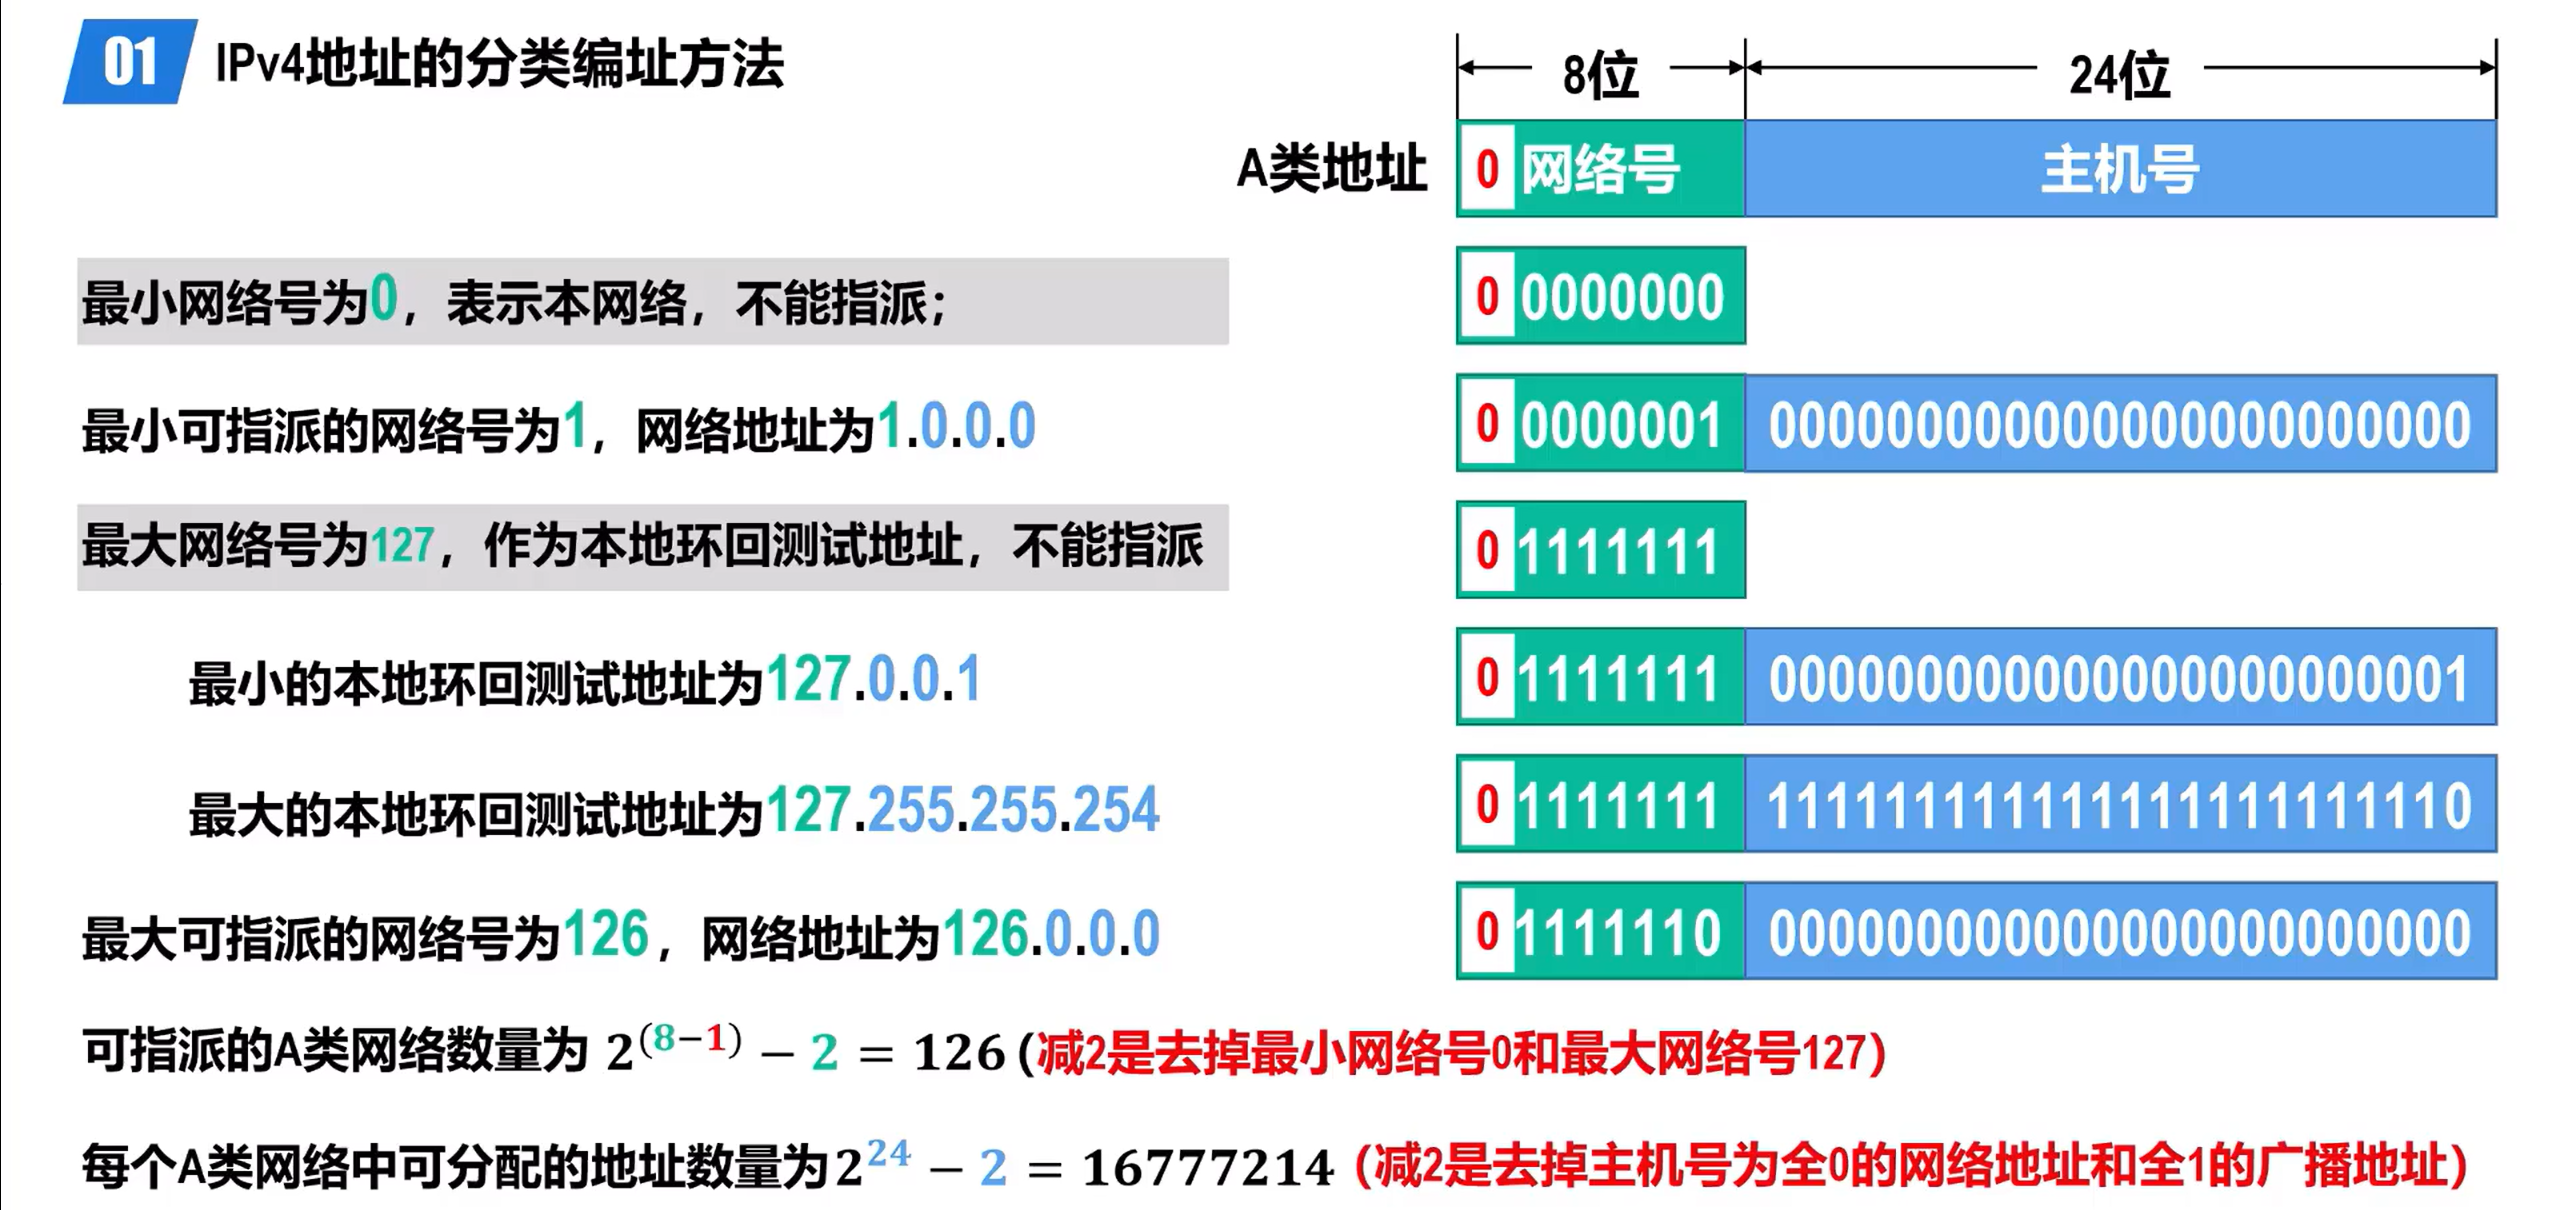 01 IPv4地址的分类编址方法
8位 24位
A类地址 0 网络号 主机号
最小网络号为0，表示本网络，不能指派；
0 0000000
最小可指派的网络号为1，网络地址为1.0.0.0
0 0000001 000000000000000000000000
最大网络号为127，作为本地环回测试地址，不能指派
0 1111111
最小的本地环回测试地址为127.0.0.1
0 1111111 000000000000000000000001
最大的本地环回测试地址为127.255.255.254
0 1111111 111111111111111111111110
最大可指派的网络号为126，网络地址为126.0.0.0
0 1111110 000000000000000000000000
可指派的A类网络数量为 2^(8−1) − 2 = 126 (减2是去掉最小网络号0和最大网络号127)
每个A类网络中可分配的地址数量为2^24 − 2 = 16777214 (减2是去掉主机号为全0的网络地址和全1的广播地址)